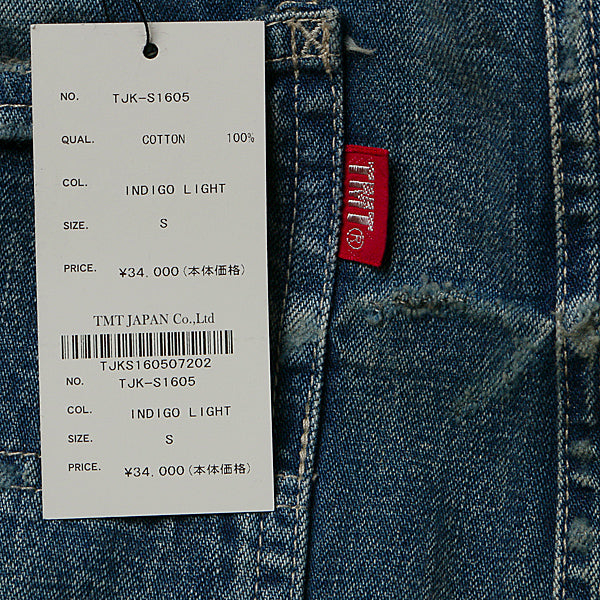 NO. TJK-S1605
QUAL. COTTON 100%
COL. INDIGO LIGHT
SIZE. S
PRICE. ¥34,000(本体価格)
TMT JAPAN Co.,Ltd
TJKS160507202
NO. TJK-S1605
COL. INDIGO LIGHT
SIZE. S
PRICE. ¥34,000(本体価格)
TMT®